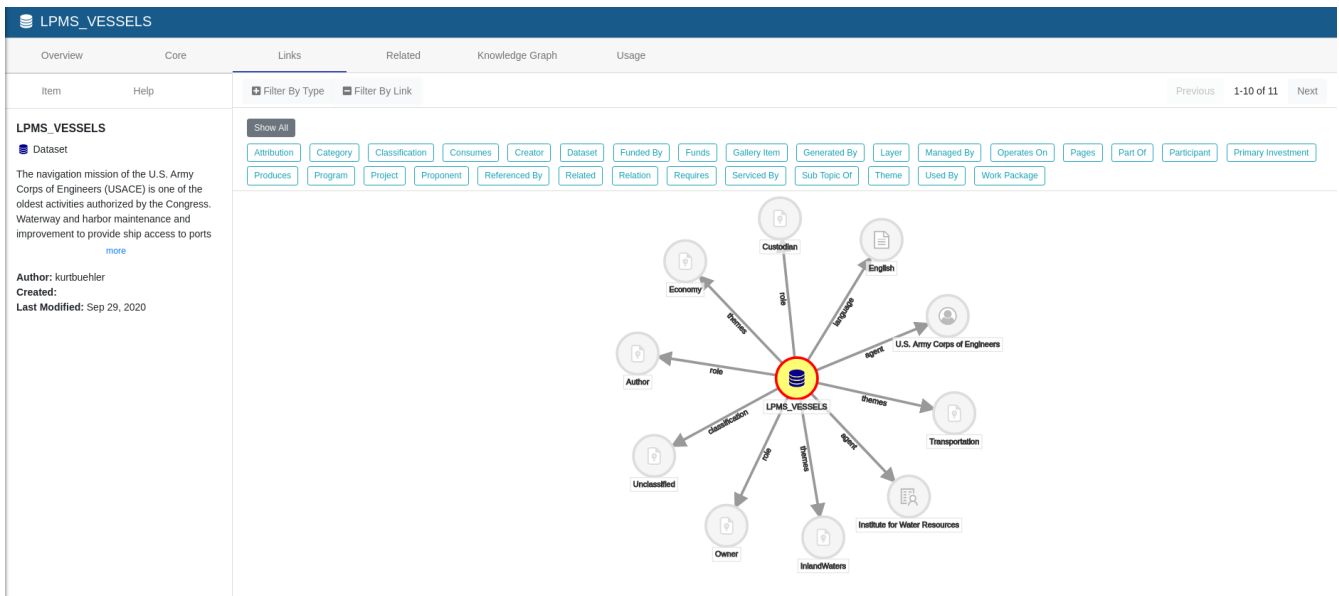 LPMS_VESSELS
Overview Core Links Related Knowledge Graph Usage
Item Help
Filter By Type Filter By Link
Previous 1-10 of 11 Next
LPMS_VESSELS
Dataset
The navigation mission of the U.S. Army
Corps of Engineers (USACE) is one of the
oldest activities authorized by the Congress.
Waterway and harbor maintenance and
improvement to provide ship access to ports
more
Author: kurtbuehler
Created:
Last Modified: Sep 29, 2020
Show All
Attribution Category Classification Consumes Creator Dataset Funded By Funds Gallery Item Generated By Layer Managed By Operates On Pages Part Of Participant Primary Investment
Produces Program Project Proponent Referenced By Related Relation Requires Serviced By Sub Topic Of Theme Used By Work Package
Custodian
English
Economy
role
language
themes
U.S. Army Corps of Engineers
agent
Author
role
LPMS_VESSELS
themes
classification
Transportation
role
themes
agent
Unclassified
Institute for Water Resources
Owner
InlandWaters